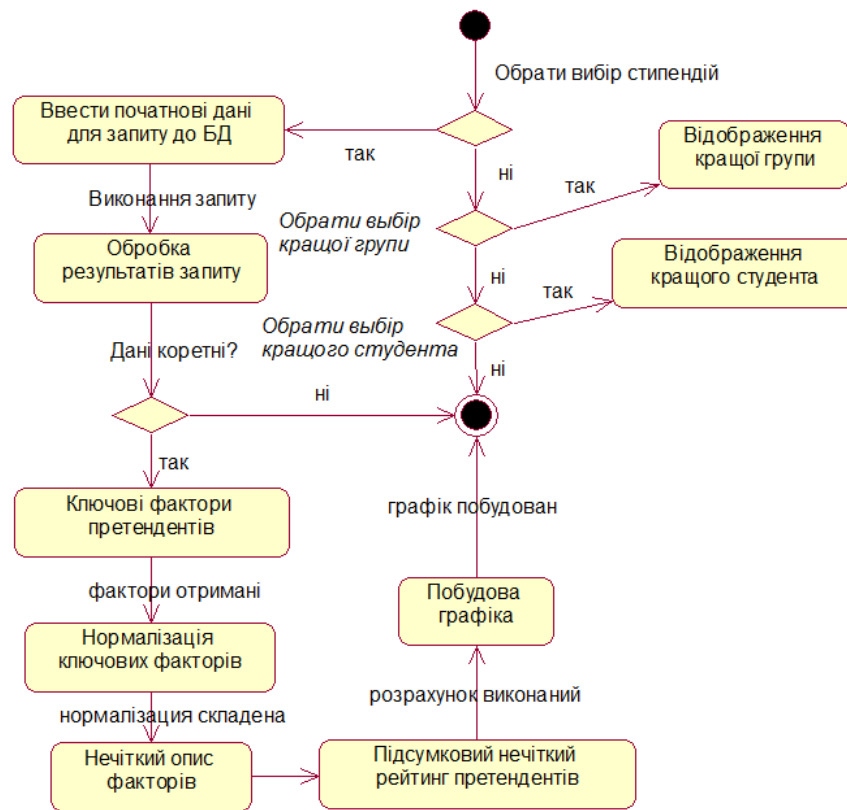 Обрати вибір стипендій
Ввести початнові дані
для запиту до БД
так
ні
Відображення
кращої групи
так
Виконання запиту
Обрати выбір
кращої групи
Обробка
результатів запиту
ні
Відображення
кращого студента
так
Обрати выбір
кращого студента
Дані коретні?
ні
ні
так
Ключові фактори
претендентів
графік побудован
фактори отримані
Побудова
графіка
Нормалізація
ключових факторів
розрахунок виконаний
нормалізация складена
Нечіткий опис
факторів
Підсумковий нечіткий
рейтинг претендентів